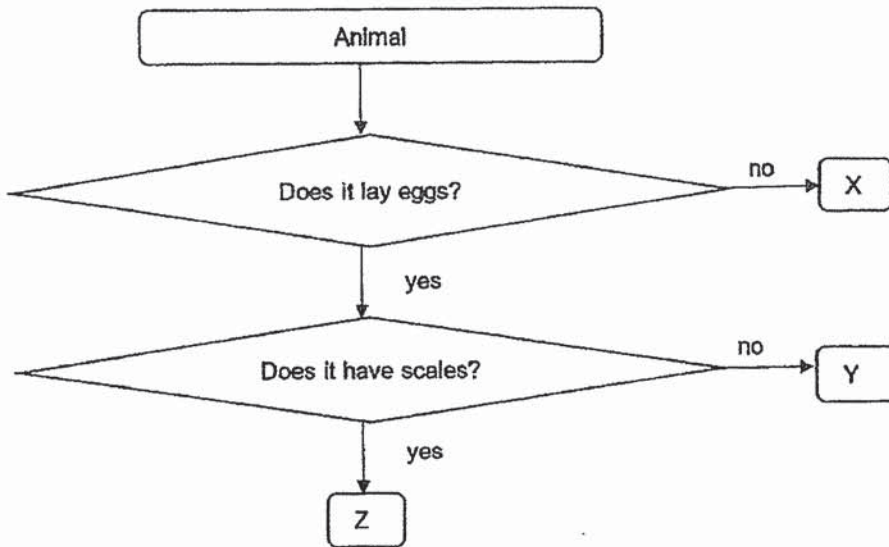 Animal
Does it lay eggs?
no
X
yes
Does it have scales?
no
Y
yes
Z